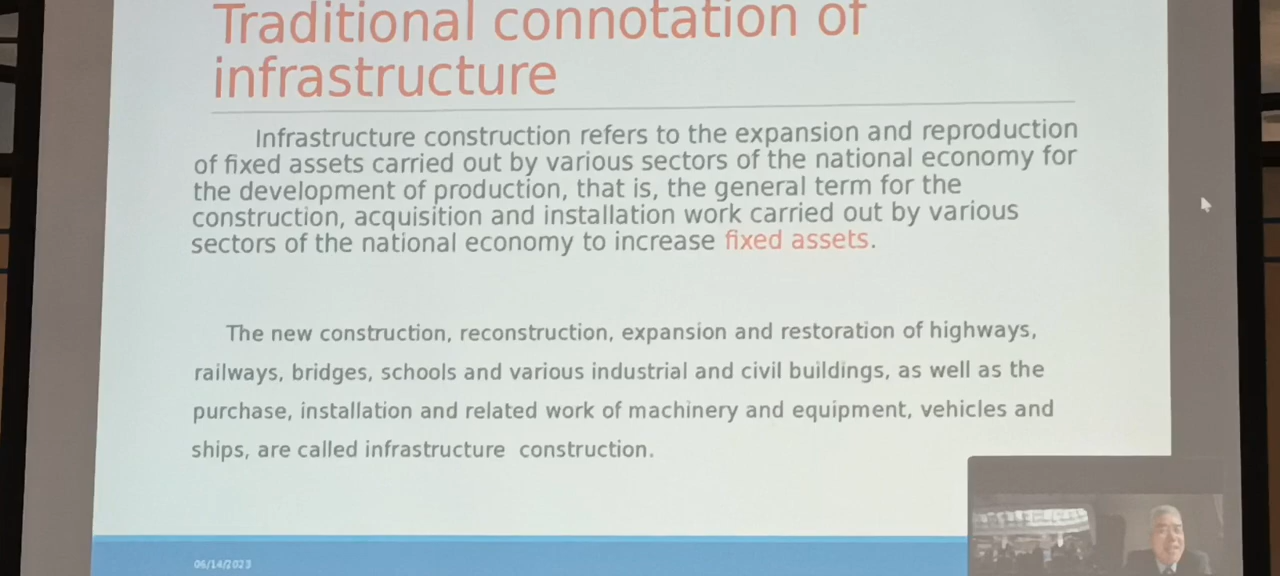 Traditional connotation of
infrastructure
Infrastructure construction refers to the expansion and reproduction
of fixed assets carried out by various sectors of the national economy for
the development of production, that is, the general term for the
construction, acquisition and installation work carried out by various
sectors of the national economy to increase fixed assets.
The new construction, reconstruction, expansion and restoration of highways,
railways, bridges, schools and various industrial and civil buildings, as well as the
purchase, installation and related work of machinery and equipment, vehicles and
ships, are called infrastructure  construction.
06/14/2023